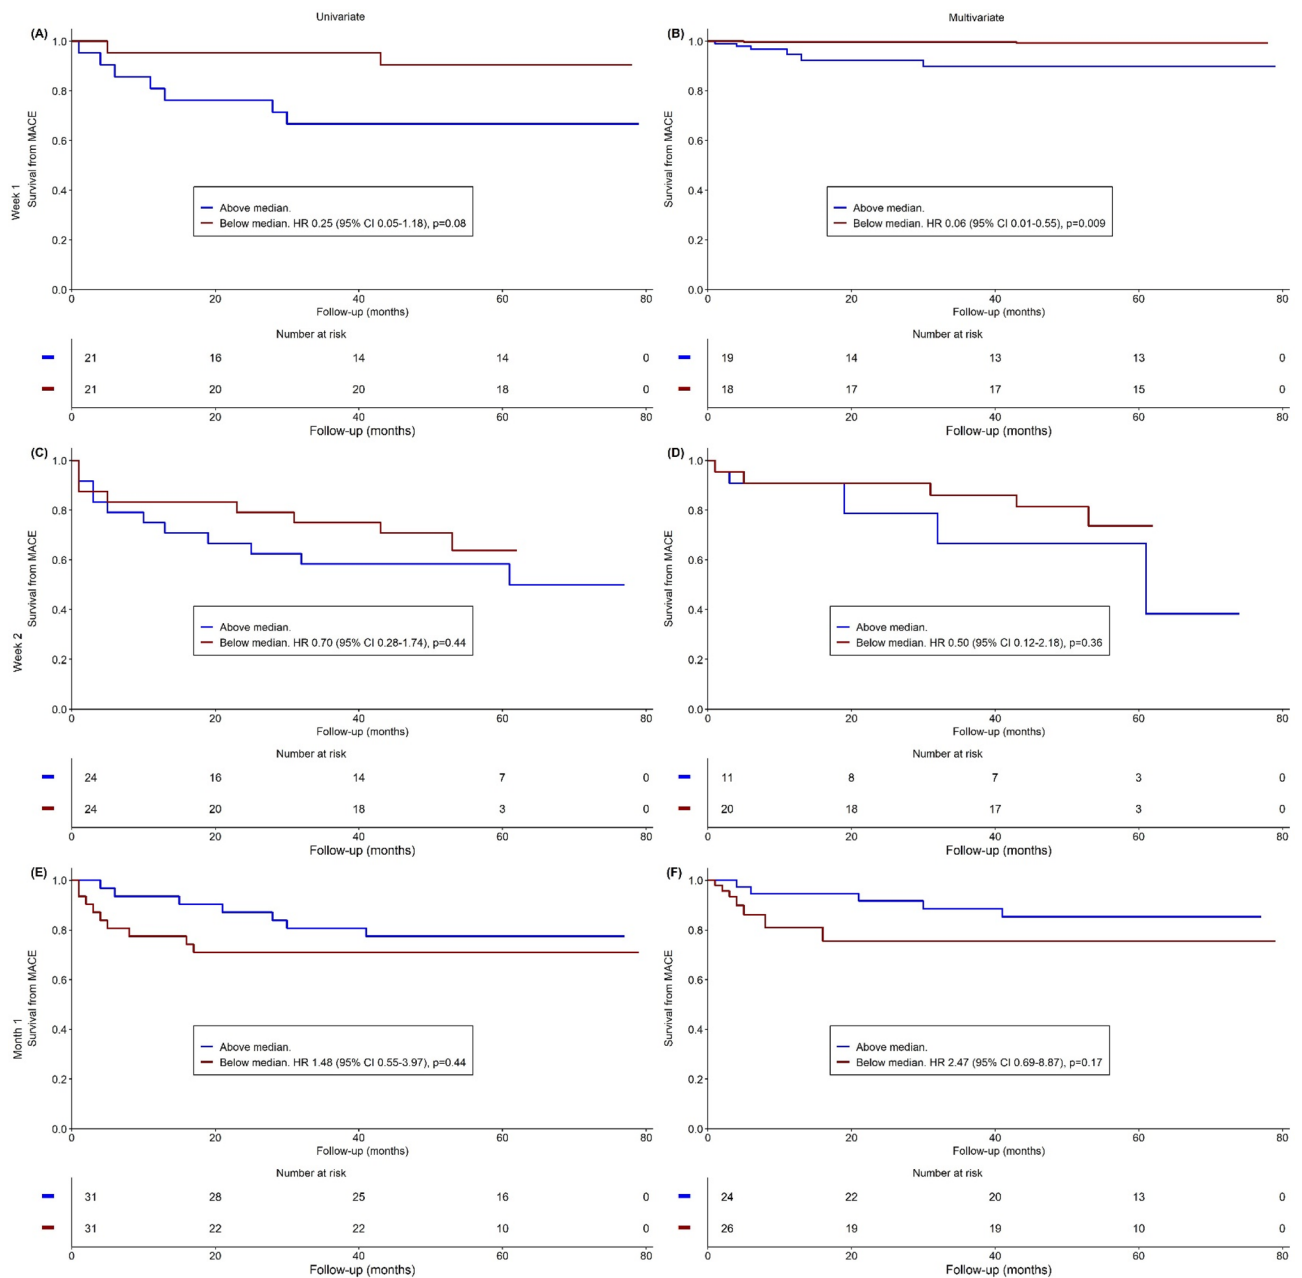 Univariate
Multivariate
(A)
1.0
0.8
0.6
0.4
0.2
0.0
Week 1
Survival from MACE
Above median.
Below median. HR 0.25 (95% CI 0.05-1.18), p=0.08
0 20 40 60 80
Follow-up (months)
Number at risk
21 16 14 14 0
21 20 20 18 0
0 20 40 60 80
Follow-up (months)
(B)
1.0
0.8
0.6
0.4
0.2
0.0
Survival from MACE
Above median.
Below median. HR 0.06 (95% CI 0.01-0.55), p=0.009
0 20 40 60 80
Follow-up (months)
Number at risk
19 14 13 13 0
18 17 17 15 0
0 20 40 60 80
Follow-up (months)
(C)
1.0
0.8
0.6
0.4
0.2
0.0
Week 2
Survival from MACE
Above median.
Below median. HR 0.70 (95% CI 0.28-1.74), p=0.44
0 20 40 60 80
Follow-up (months)
Number at risk
24 16 14 7 0
24 20 18 3 0
0 20 40 60 80
Follow-up (months)
(D)
1.0
0.8
0.6
0.4
0.2
0.0
Survival from MACE
Above median.
Below median. HR 0.50 (95% CI 0.12-2.18), p=0.36
0 20 40 60 80
Follow-up (months)
Number at risk
11 8 7 3 0
20 18 17 3 0
0 20 40 60 80
Follow-up (months)
(E)
1.0
0.8
0.6
0.4
0.2
0.0
Month 1
Survival from MACE
Above median.
Below median. HR 1.48 (95% CI 0.55-3.97), p=0.44
0 20 40 60 80
Follow-up (months)
Number at risk
31 28 25 16 0
31 22 22 10 0
0 20 40 60 80
Follow-up (months)
(F)
1.0
0.8
0.6
0.4
0.2
0.0
Survival from MACE
Above median.
Below median. HR 2.47 (95% CI 0.69-8.87), p=0.17
0 20 40 60 80
Follow-up (months)
Number at risk
24 22 20 13 0
26 19 19 10 0
0 20 40 60 80
Follow-up (months)